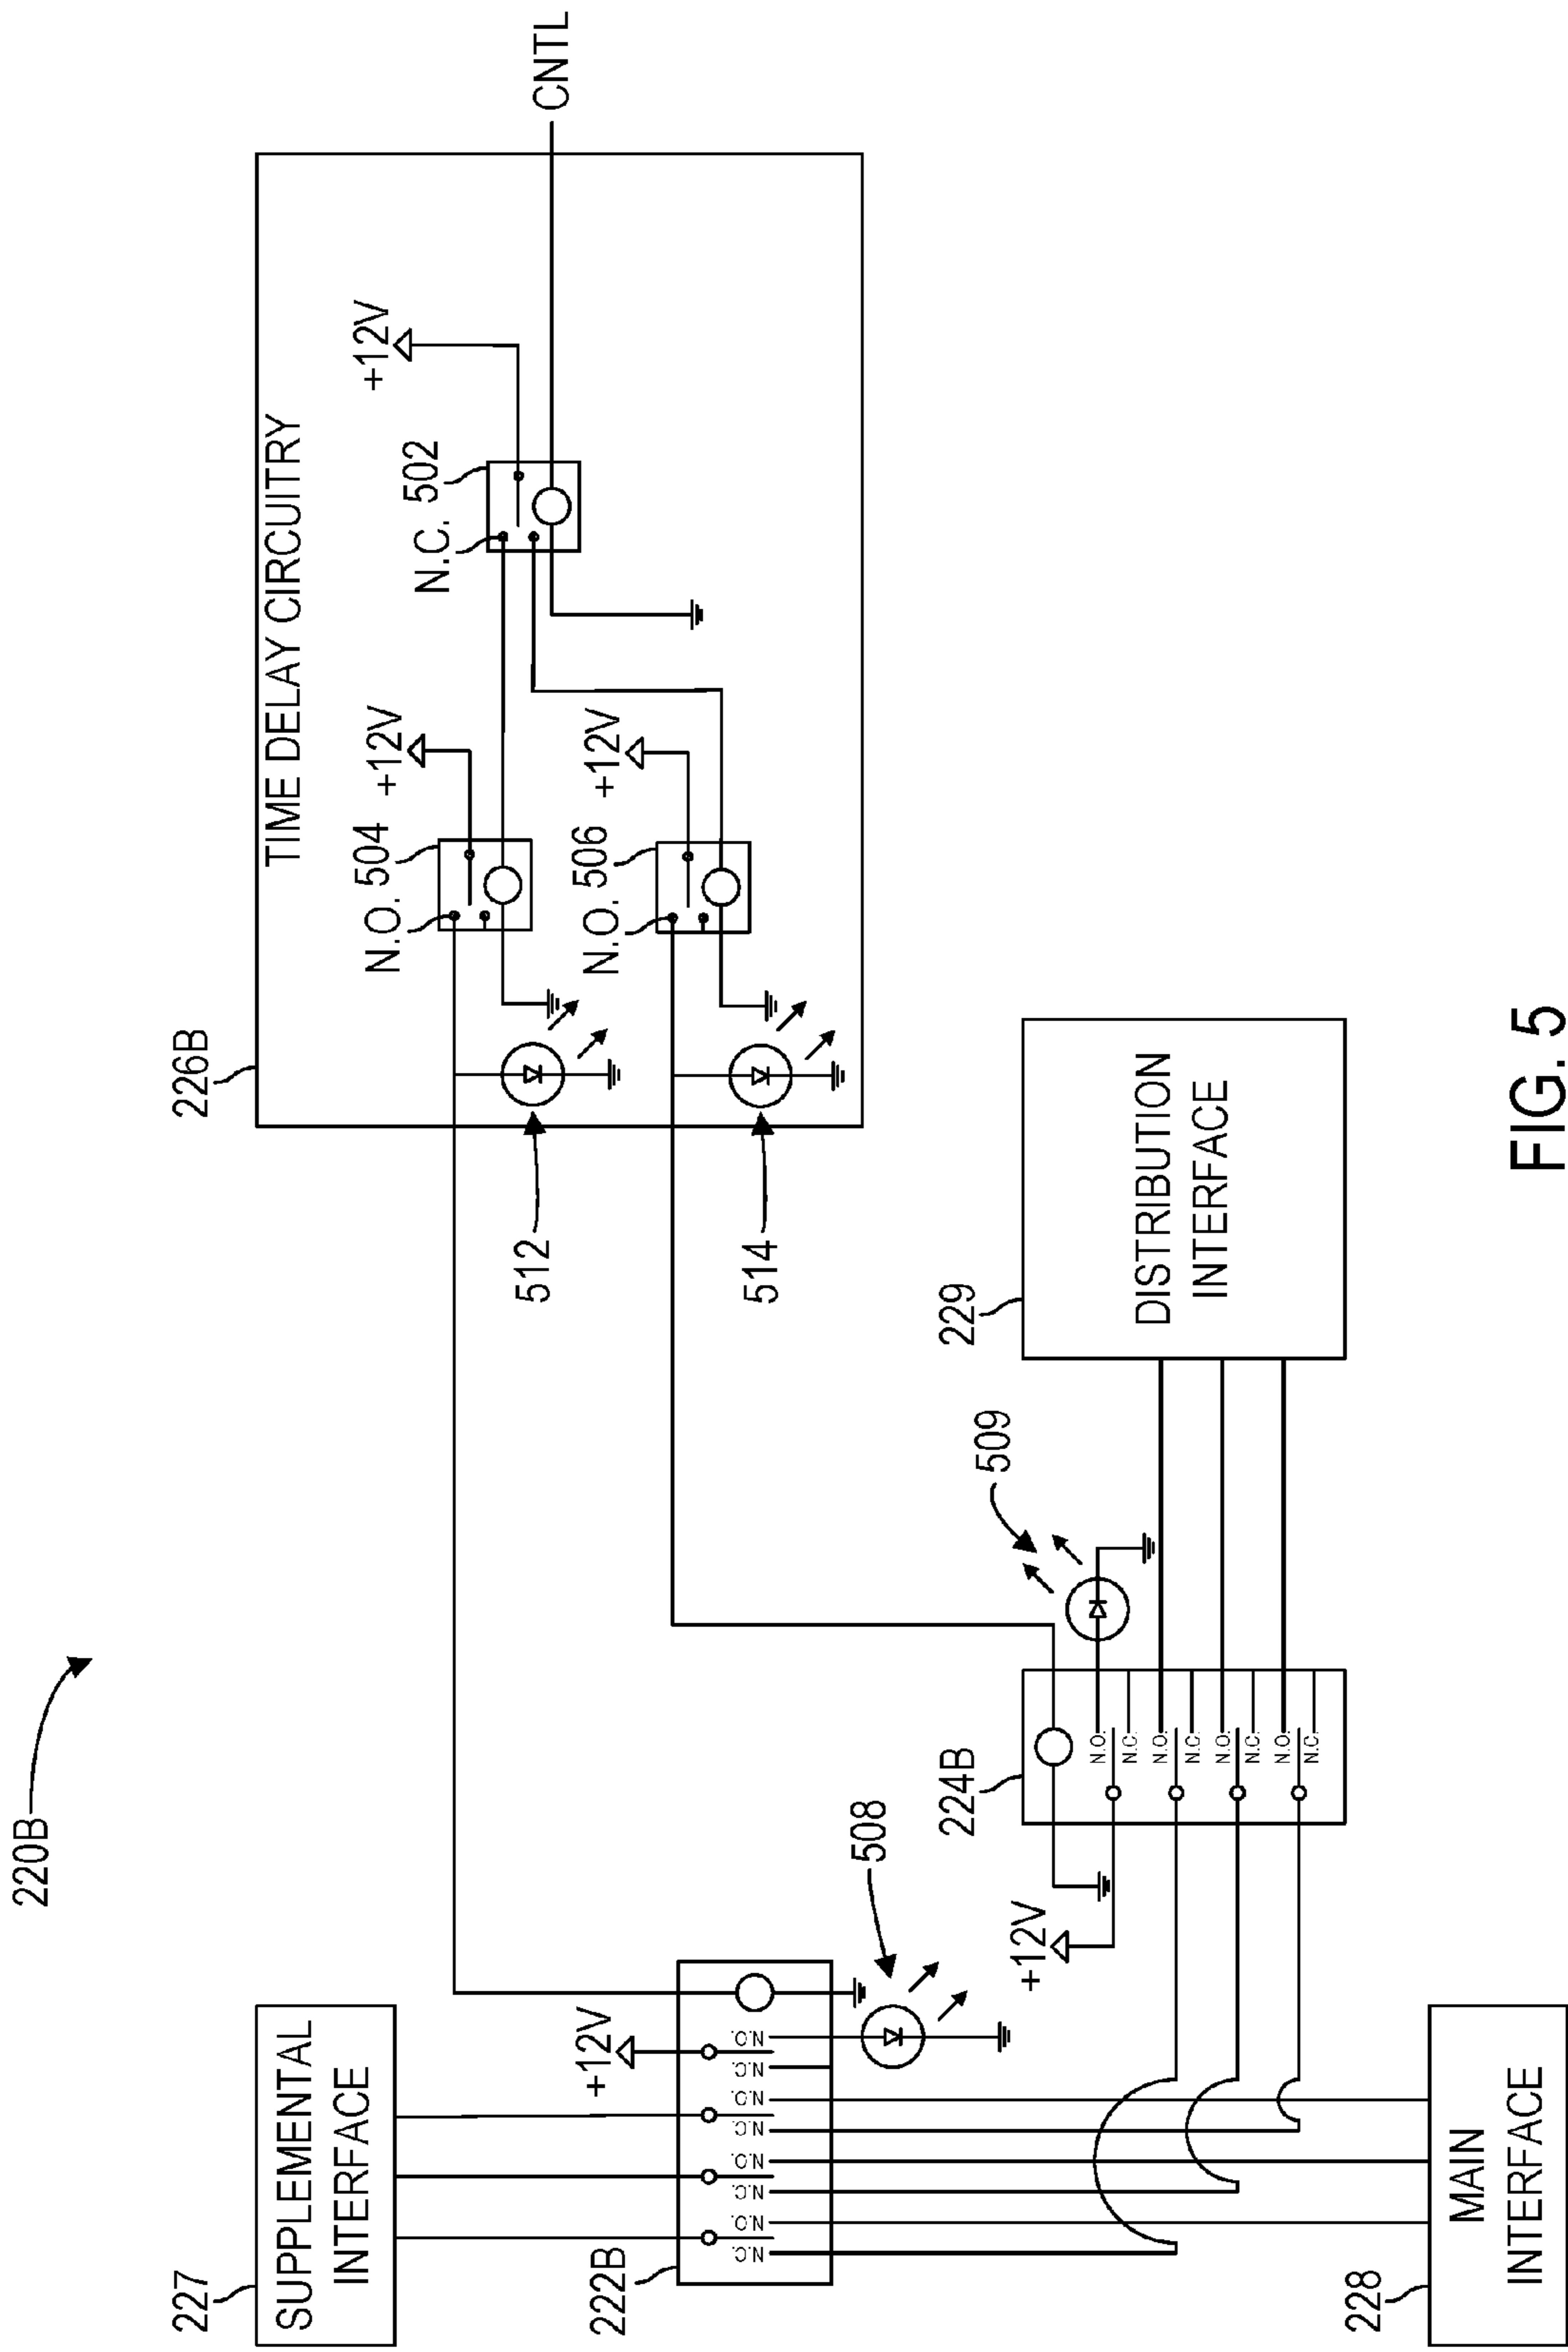 220B
227
SUPPLEMENTAL
INTERFACE
226B
TIME DELAY CIRCUITRY
CNTL
+12V
N.C. 502
N.O. 504
+12V
N.O. 506
+12V
512
514
222B
+12V
N.O.
N.C.
N.O.
N.C.
N.O.
N.C.
N.O.
N.C.
508
224B
+12V
N.O.
N.C.
N.O.
N.C.
N.O.
N.C.
N.O.
N.C.
509
229
DISTRIBUTION
INTERFACE
228
MAIN
INTERFACE
FIG. 5